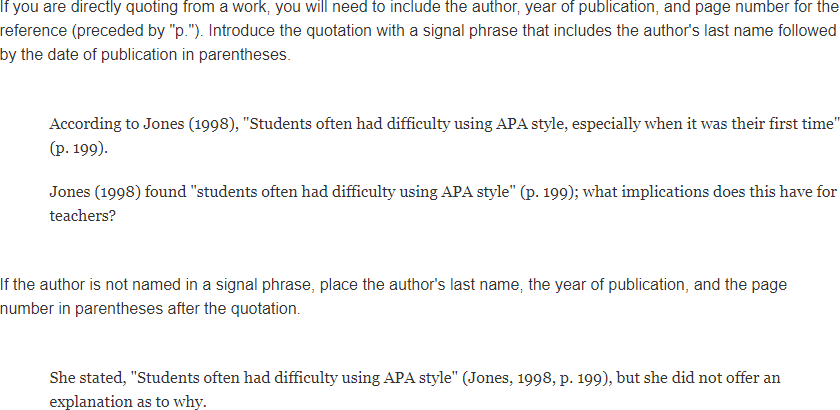 If you are directly quoting from a work, you will need to include the author, year of publication, and page number for the
reference (preceded by "p."). Introduce the quotation with a signal phrase that includes the author's last name followed
by the date of publication in parentheses.
According to Jones (1998), "Students often had difficulty using APA style, especially when it was their first time"
(p. 199).
Jones (1998) found "students often had difficulty using APA style" (p. 199); what implications does this have for
teachers?
If the author is not named in a signal phrase, place the author's last name, the year of publication, and the page
number in parentheses after the quotation.
She stated, "Students often had difficulty using APA style" (Jones, 1998, p. 199), but she did not offer an
explanation as to why.